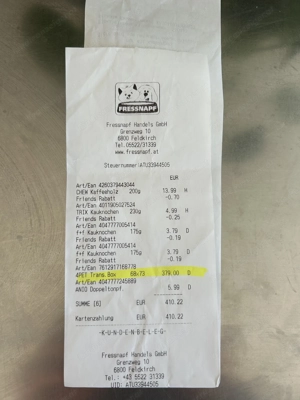 FRESSNAPF
Fressnapf Handels GmbH
Grenzweg 10
6800 Feldkirch
Tel.05522/31339
www.fressnapf.at
Steuernummer:ATU33944505
EUR
Art/Ean 4260379443044
CHEW Kaffeeholz 200g 13.99 H
Friends Rabatt -0.70
Art/Ean 4011905027524
TRIX Kauknochen 230g 4.99 H
Friends Rabatt -0.25
Art/Ean 4047777005414
f+f Kauknochen 175g 3.79 D
Friends Rabatt -0.19
Art/Ean 4047777005414
f+f Kauknochen 175g 3.79 D
Friends Rabatt -0.19
Art/Ean 7612917168778
4PET Trans.Box 68x73 379.00 D
Art/Ean 4047777245889
ANIO Doppeltonpf. 5.99 D
SUMME [6] EUR 410.22
Kartenzahlung EUR 410.22
-K-U-N-D-E-N-B-E-L-E-G-
Fressnapf Handels GmbH
Grenzweg 10
6800 Feldkirch
Tel.: +43 5522 31339
UID: ATU33944505